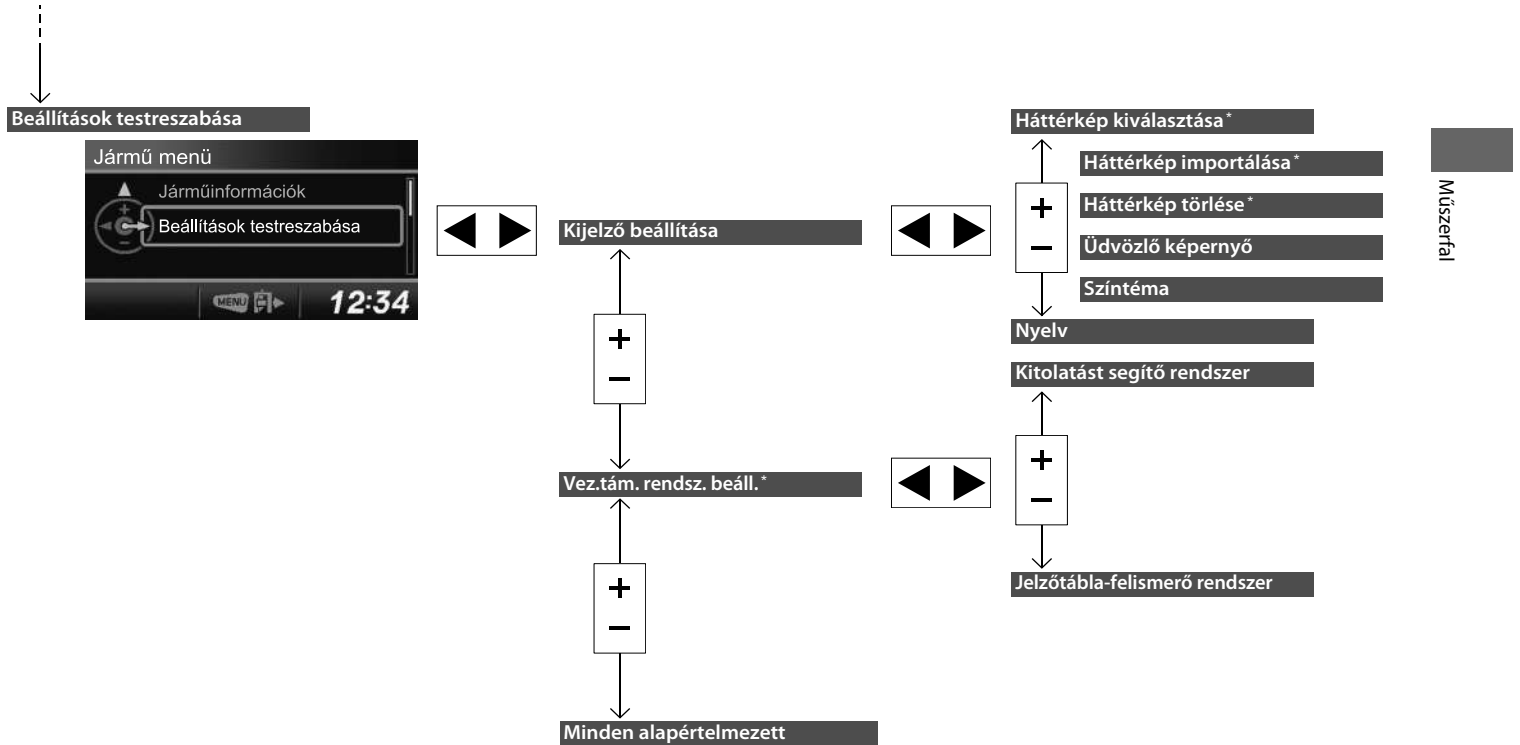 Beállítások testreszabása
Jármű menü
Járműinformációk
Beállítások testreszabása
MENU
12:34
Kijelző beállítása
+
−
Vez.tám. rendsz. beáll.*
+
−
Minden alapértelmezett
Háttérkép kiválasztása*
Háttérkép importálása*
Háttérkép törlése*
Üdvözlő képernyő
Színtéma
+
−
Nyelv
Kitolatást segítő rendszer
+
−
Jelzőtábla-felismerő rendszer
Műszerfal